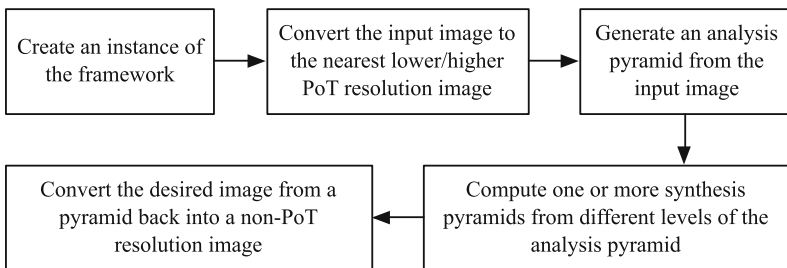 Create an instance of
the framework
Convert the input image to
the nearest lower/higher
PoT resolution image
Generate an analysis
pyramid from the
input image
Compute one or more synthesis
pyramids from different levels of the
analysis pyramid
Convert the desired image from a
pyramid back into a non-PoT
resolution image